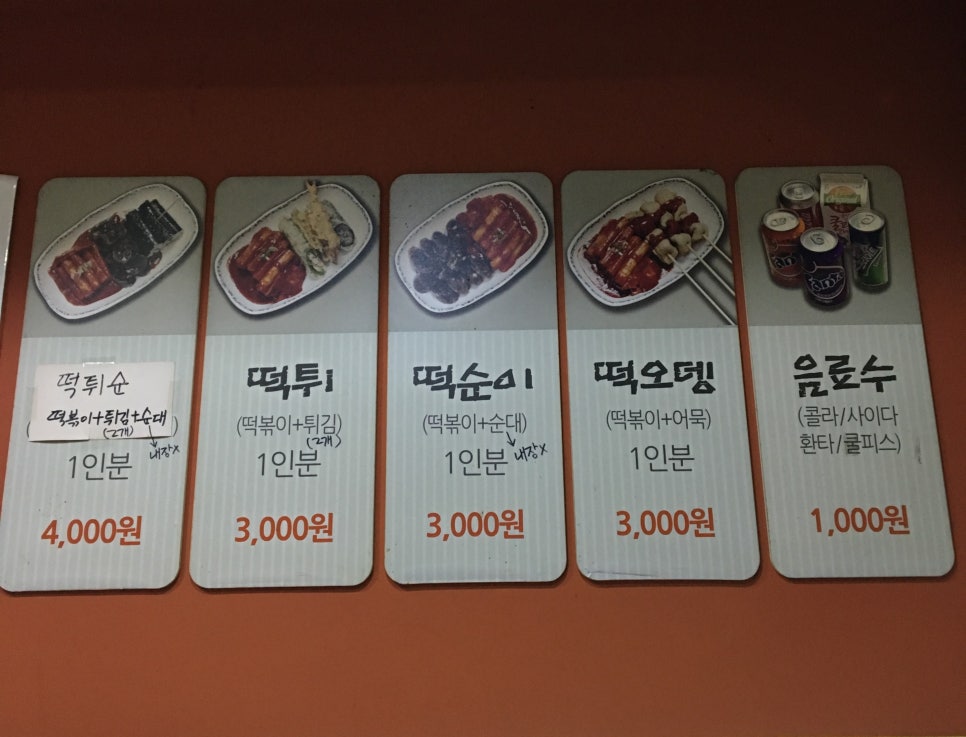 떡튀순
떡볶이+튀김+순대
(2개)
내장x
1인분
4,000원
떡튀
(떡볶이+튀김)
(2개)
1인분
3,000원
떡순이
(떡볶이+순대)
내장x
1인분
3,000원
떡오뎅
(떡볶이+어묵)
1인분
3,000원
음료수
(콜라/사이다
환타/쿨피스)
1,000원